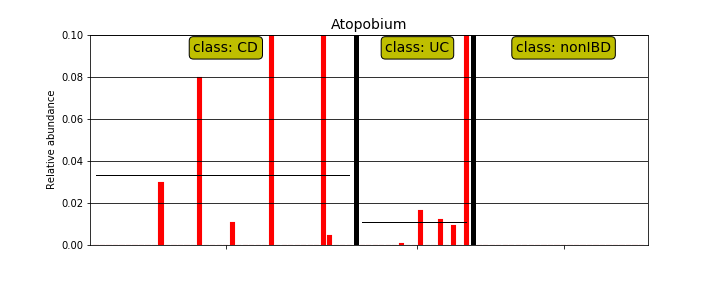 Atopobium
class: CD
class: UC
class: nonIBD
Relative abundance
0.10
0.08
0.06
0.04
0.02
0.00